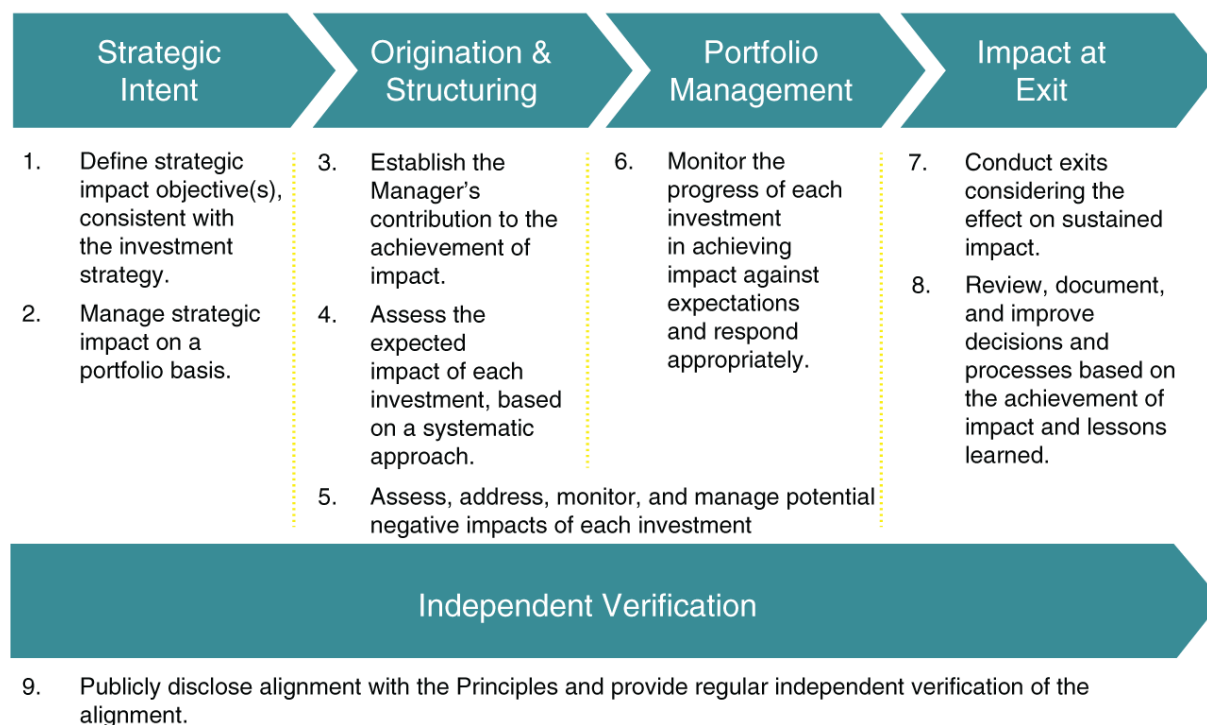 Strategic
Intent
Origination &
Structuring
Portfolio
Management
Impact at
Exit
1. Define strategic
impact objective(s),
consistent with
the investment
strategy.
2. Manage strategic
impact on a
portfolio basis.
3. Establish the
Manager's
contribution to the
achievement of
impact.
4. Assess the
expected
impact of each
investment, based
on a systematic
approach.
6. Monitor the
progress of each
investment
in achieving
impact against
expectations
and respond
appropriately.
5. Assess, address, monitor, and manage potential
negative impacts of each investment
7. Conduct exits
considering the
effect on sustained
impact.
8. Review, document,
and improve
decisions and
processes based on
the achievement of
impact and lessons
learned.
Independent Verification
9. Publicly disclose alignment with the Principles and provide regular independent verification of the
alignment.